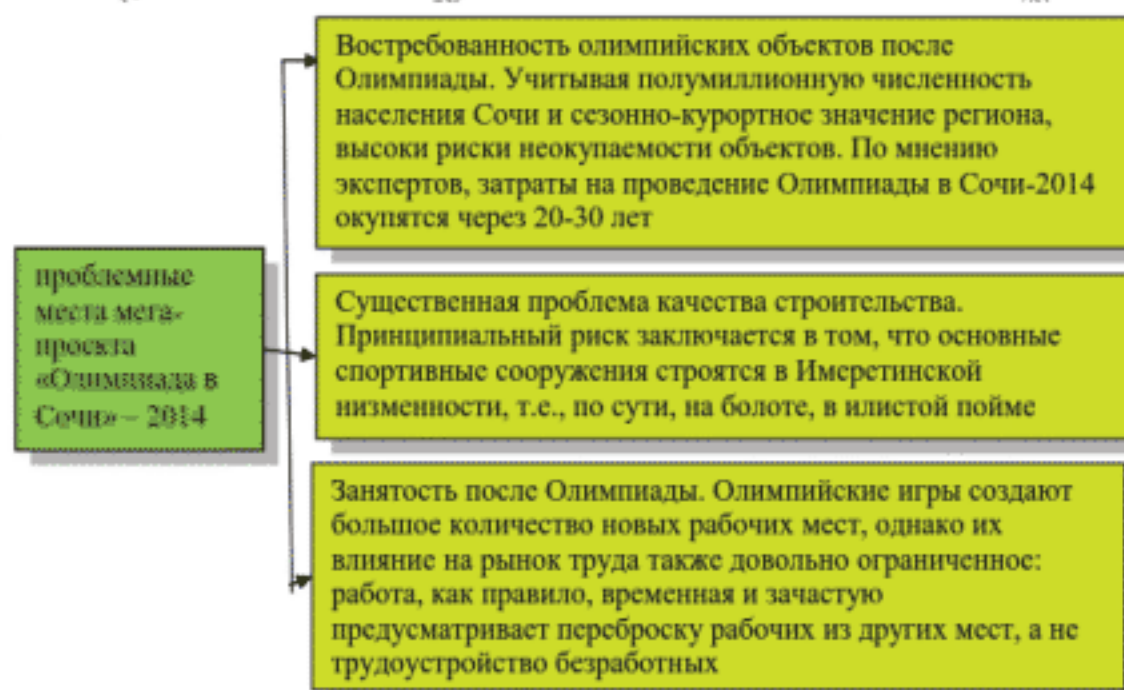 Востребованность олимпийских объектов после
Олимпиады. Учитывая полумиллионную численность
населения Сочи и сезонно-курортное значение региона,
высоки риски неокупаемости объектов. По мнению
экспертов, затраты на проведение Олимпиады в Сочи-2014
окупятся через 20-30 лет
проблемные
места мега-
проекта
«Олимпиада в
Сочи» – 2014
Существенная проблема качества строительства.
Принципиальный риск заключается в том, что основные
спортивные сооружения строятся в Имеретинской
низменности, т.е., по сути, на болоте, в илистой пойме
Занятость после Олимпиады. Олимпийские игры создают
большое количество новых рабочих мест, однако их
влияние на рынок труда также довольно ограниченное:
работа, как правило, временная и зачастую
предусматривает переброску рабочих из других мест, а не
трудоустройство безработных